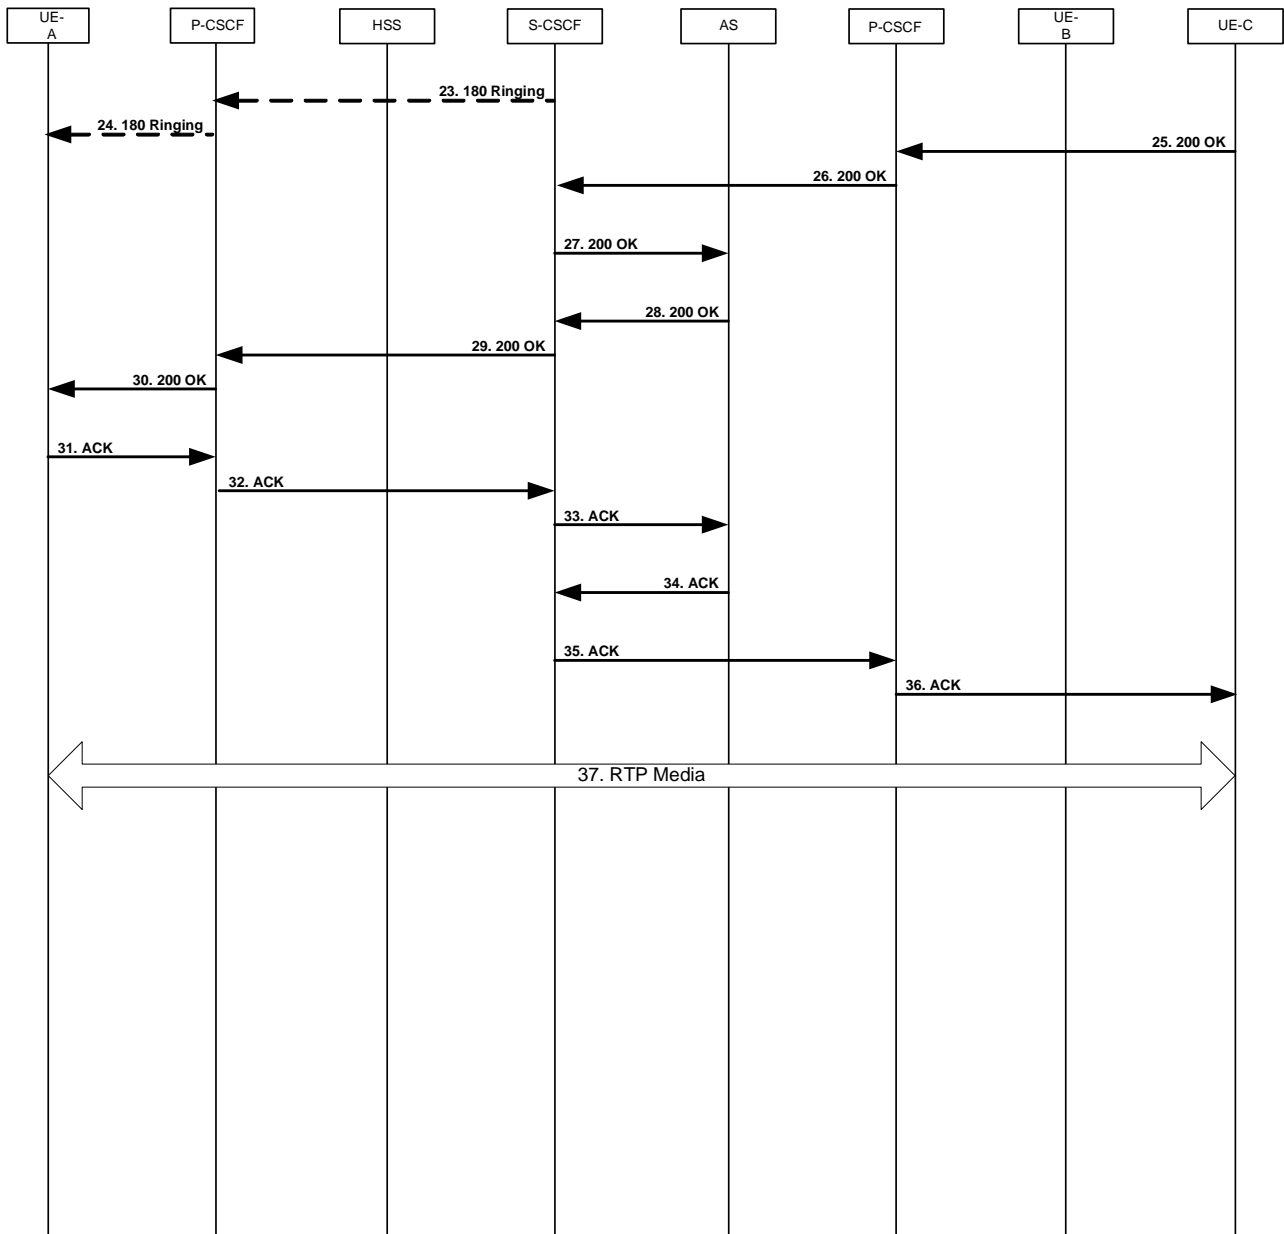 UE-
A
P-CSCF
HSS
S-CSCF
AS
P-CSCF
UE-
B
UE-C
23. 180 Ringing
24. 180 Ringing
25. 200 OK
26. 200 OK
27. 200 OK
28. 200 OK
29. 200 OK
30. 200 OK
31. ACK
32. ACK
33. ACK
34. ACK
35. ACK
36. ACK
37. RTP Media